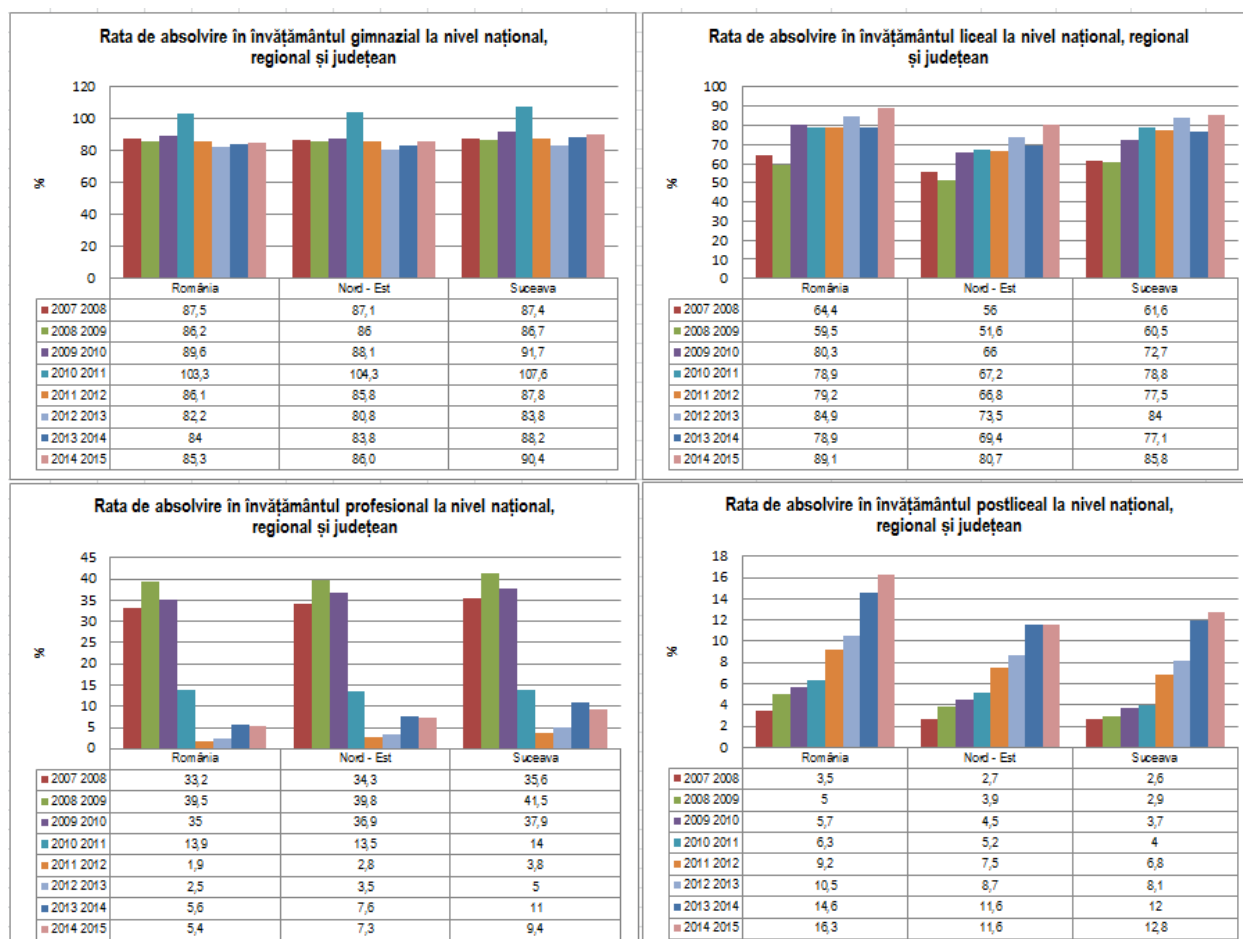 Rata de absolvire în învățământul gimnazial la nivel național,
regional și județean
120
100
80
60
40
20
0
%
România Nord - Est Suceava
2007 2008 87,5 87,1 87,4
2008 2009 86,2 86 86,7
2009 2010 89,6 88,1 91,7
2010 2011 103,3 104,3 107,6
2011 2012 86,1 85,8 87,8
2012 2013 82,2 80,8 83,8
2013 2014 84 83,8 88,2
2014 2015 85,3 86,0 90,4
Rata de absolvire în învățământul liceal la nivel național, regional
și județean
100
90
80
70
60
50
40
30
20
10
0
%
România Nord - Est Suceava
2007 2008 64,4 56 61,6
2008 2009 59,5 51,6 60,5
2009 2010 80,3 66 72,7
2010 2011 78,9 67,2 78,8
2011 2012 79,2 66,8 77,5
2012 2013 84,9 73,5 84
2013 2014 78,9 69,4 77,1
2014 2015 89,1 80,7 85,8
Rata de absolvire în învățământul profesional la nivel național,
regional și județean
45
40
35
30
25
20
15
10
5
0
%
România Nord - Est Suceava
2007 2008 33,2 34,3 35,6
2008 2009 39,5 39,8 41,5
2009 2010 35 36,9 37,9
2010 2011 13,9 13,5 14
2011 2012 1,9 2,8 3,8
2012 2013 2,5 3,5 5
2013 2014 5,6 7,6 11
2014 2015 5,4 7,3 9,4
Rata de absolvire în învățământul postliceal la nivel național,
regional și județean
18
16
14
12
10
8
6
4
2
0
%
România Nord - Est Suceava
2007 2008 3,5 2,7 2,6
2008 2009 5 3,9 2,9
2009 2010 5,7 4,5 3,7
2010 2011 6,3 5,2 4
2011 2012 9,2 7,5 6,8
2012 2013 10,5 8,7 8,1
2013 2014 14,6 11,6 12
2014 2015 16,3 11,6 12,8